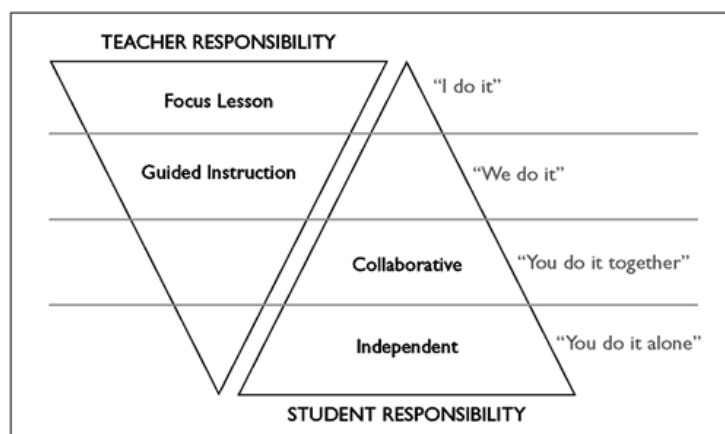 TEACHER RESPONSIBILITY
Focus Lesson
"I do it"
Guided Instruction
"We do it"
Collaborative
"You do it together"
Independent
"You do it alone"
STUDENT RESPONSIBILITY